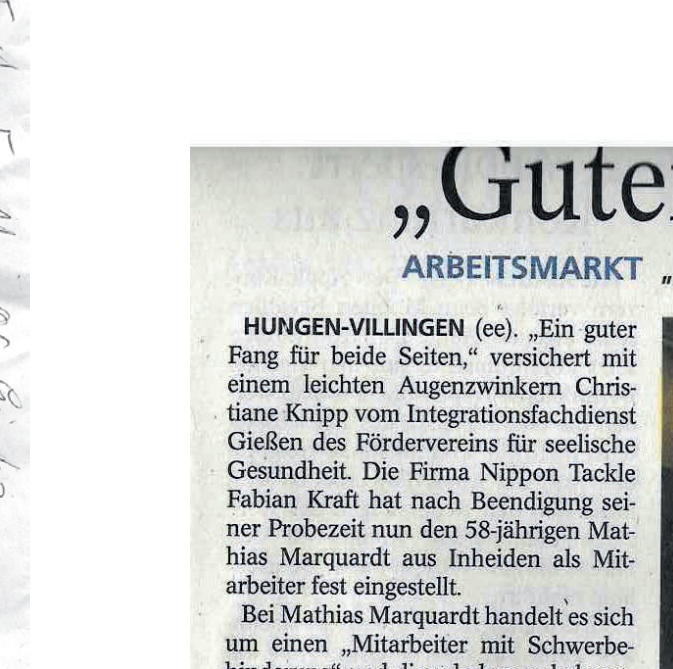 „Guter
ARBEITSMARKT „
HUNGEN-VILLINGEN (ee). „Ein guter
Fang für beide Seiten,“ versichert mit
einem leichten Augenzwinkern Chris-
tiane Knipp vom Integrationsfachdienst
Gießen des Fördervereins für seelische
Gesundheit. Die Firma Nippon Tackle
Fabian Kraft hat nach Beendigung sei-
ner Probezeit nun den 58-jährigen Mat-
hias Marquardt aus Inheiden als Mit-
arbeiter fest eingestellt.
Bei Mathias Marquardt handelt es sich
um einen „Mitarbeiter mit Schwerbe-